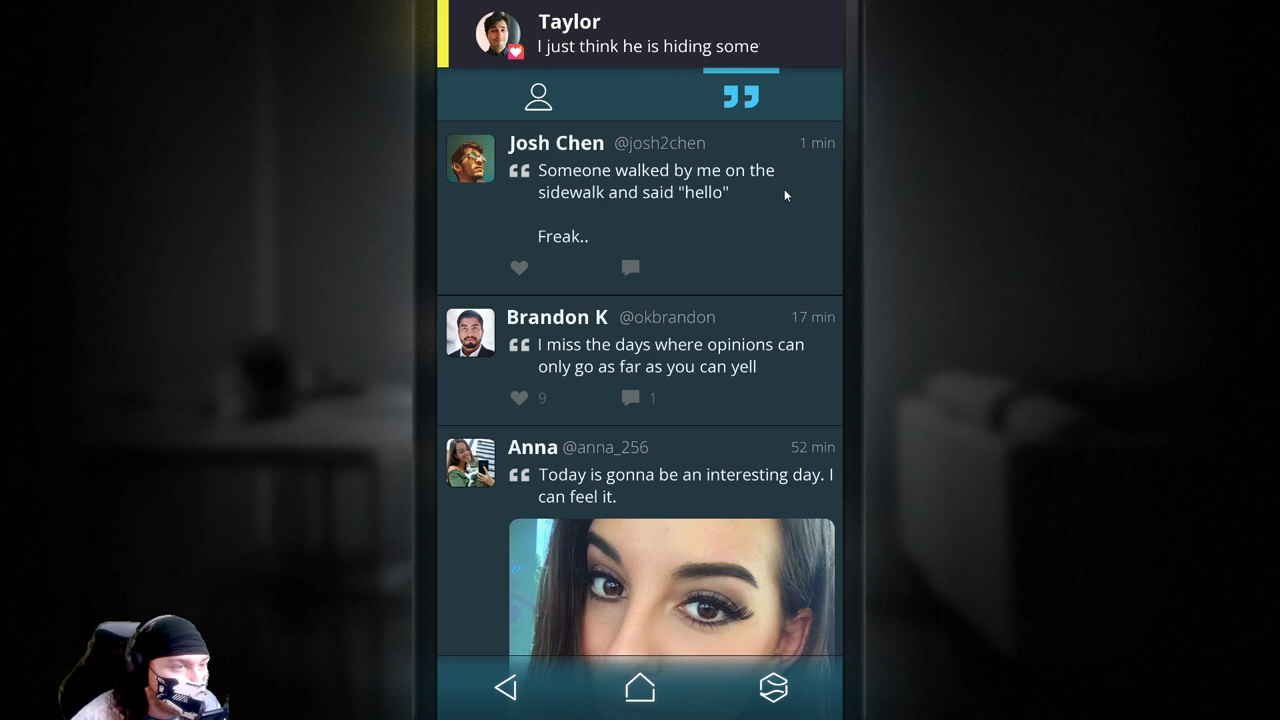 Taylor
I just think he is hiding some
Josh Chen @josh2chen 1 min
Someone walked by me on the
sidewalk and said "hello"
Freak..
Brandon K @okbrandon 17 min
I miss the days where opinions can
only go as far as you can yell
9 1
Anna @anna_256 52 min
Today is gonna be an interesting day. I
can feel it.